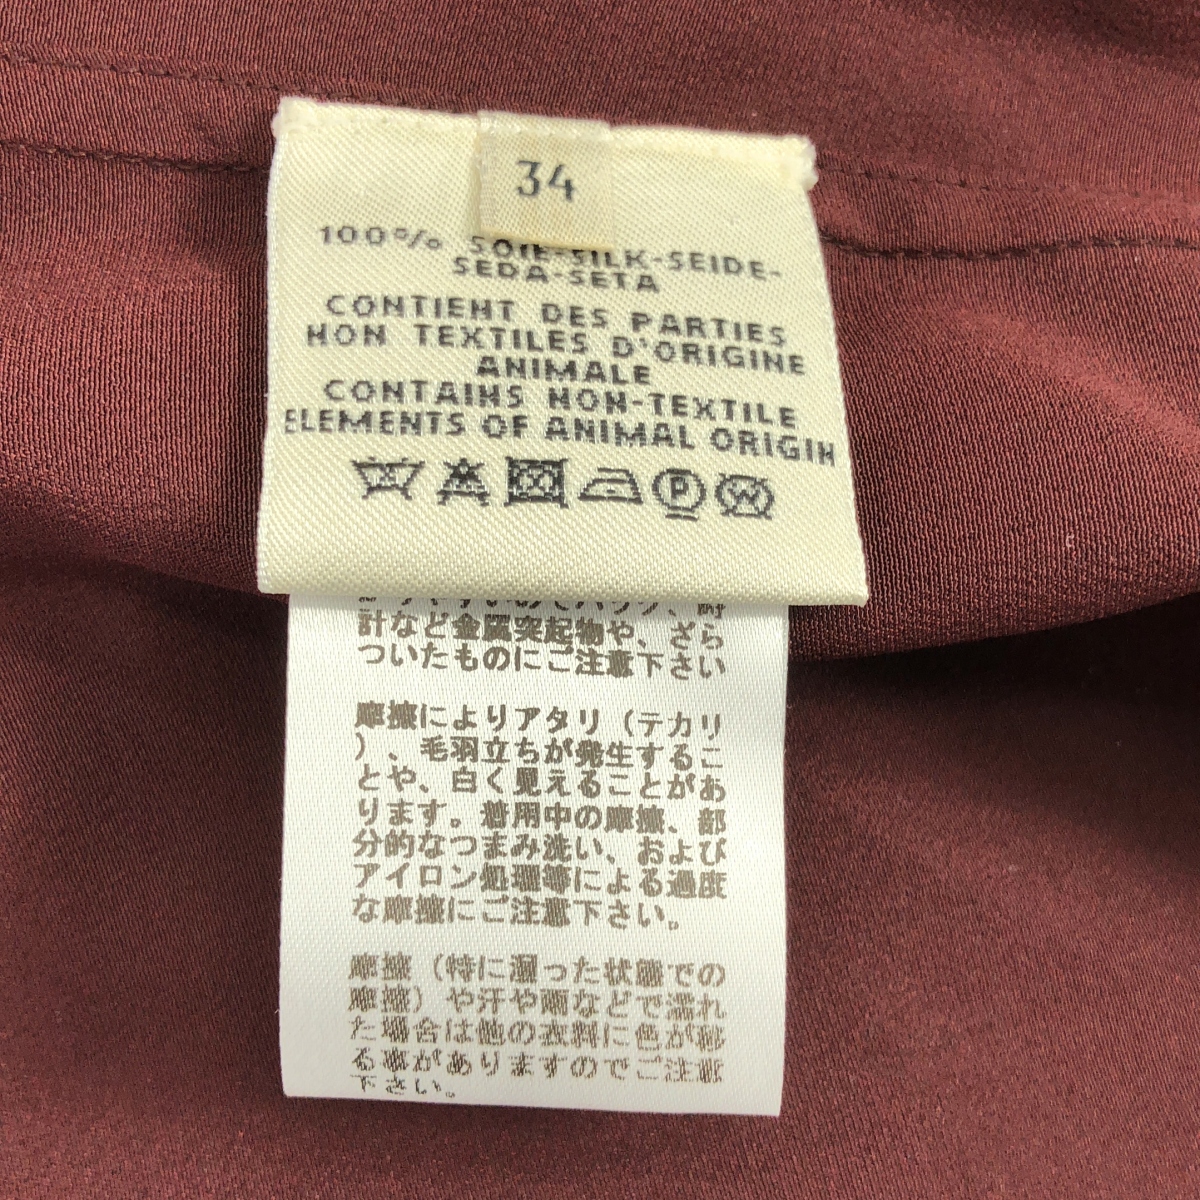 34
100% SOIE-SILK-SEIDE-
SEDA-SETA
CONTIENT DES PARTIES
NON TEXTILES D'ORIGINE
ANIMALE
CONTAINS NON-TEXTILE
ELEMENTS OF ANIMAL ORIGIN
P
W
計など金属突起物や、ざら
ついたものにご注意下さい
摩擦によりアタリ（テカリ
）、毛羽立ちが発生するこ
とや、白く見えることがあ
ります。着用中の摩擦、部
分的なつまみ洗い、および
アイロン処理等による過度
な摩擦にご注意下さい。
摩擦（特に湿った状態での
摩擦）や汗や雨などで濡れ
た場合は他の衣料に色が移
る事がありますのでご注意
下さい。